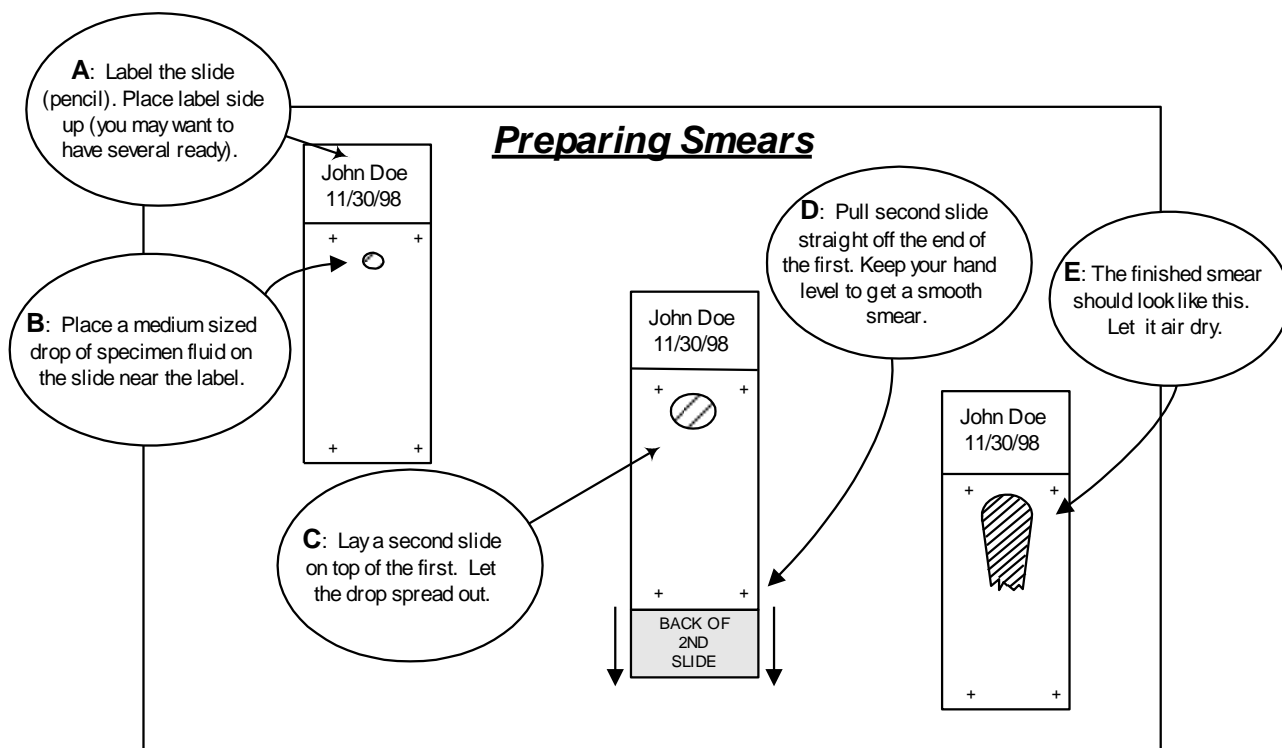 Preparing Smears
A: Label the slide
(pencil). Place label side
up (you may want to
have several ready).
John Doe
11/30/98
B: Place a medium sized
drop of specimen fluid on
the slide near the label.
C: Lay a second slide
on top of the first. Let
the drop spread out.
John Doe
11/30/98
BACK OF
2ND
SLIDE
D: Pull second slide
straight off the end of
the first. Keep your hand
level to get a smooth
smear.
E: The finished smear
should look like this.
Let it air dry.
John Doe
11/30/98